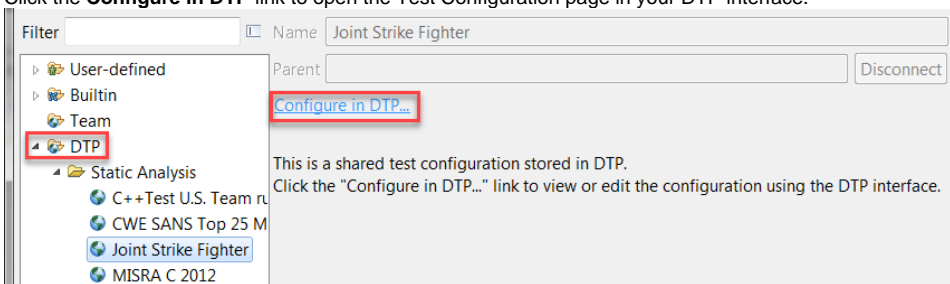 Click the Configure in DTP link to open the Test Configuration page in your DTP interface.
Filter
Name Joint Strike Fighter
User-defined
Parent Disconnect
Builtin
Configure in DTP...
Team
DTP
Static Analysis
This is a shared test configuration stored in DTP.
Click the "Configure in DTP..." link to view or edit the configuration using the DTP interface.
C++Test U.S. Team ru
CWE SANS Top 25 M
Joint Strike Fighter
MISRA C 2012